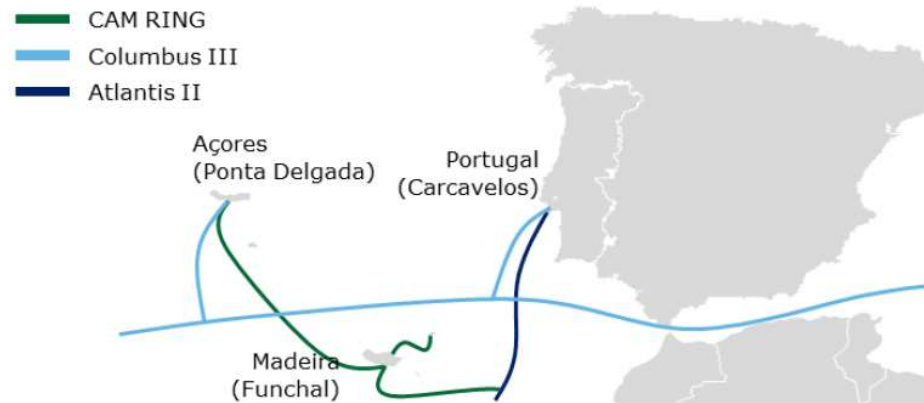 CAM RING
Columbus III
Atlantis II
Açores
(Ponta Delgada)
Portugal
(Carcavelos)
Madeira
(Funchal)